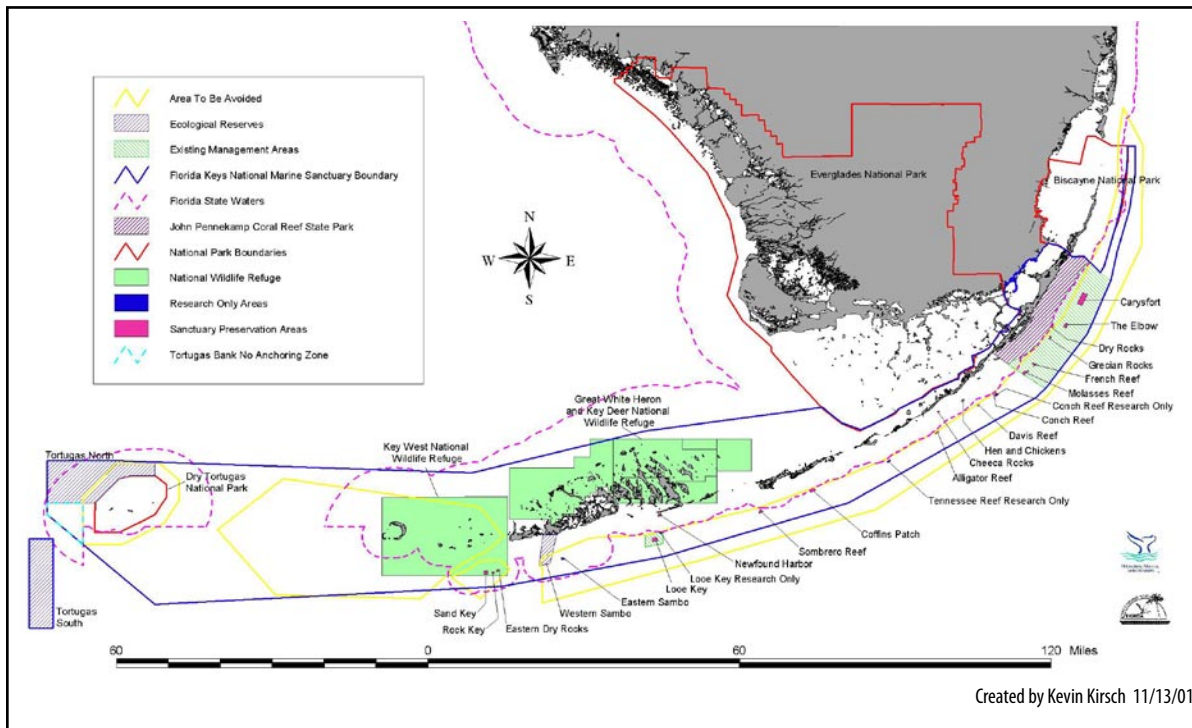 Area To Be Avoided
Ecological Reserves
Existing Management Areas
Florida Keys National Marine Sanctuary Boundary
Florida State Waters
John Pennekamp Coral Reef State Park
National Park Boundaries
National Wildlife Refuge
Research Only Areas
Sanctuary Preservation Areas
Tortugas Bank No Anchoring Zone
N
W
E
S
Everglades National Park
Biscayne National Park
Carysfort
The Elbow
Dry Rocks
Grecian Rocks
French Reef
Molasses Reef
Conch Reef Research Only
Conch Reef
Davis Reef
Hen and Chickens
Cheeca Rocks
Alligator Reef
Tennessee Reef Research Only
Coffins Patch
Sombrero Reef
Newfound Harbor
Looe Key Research Only
Looe Key
Eastern Sambo
Western Sambo
Eastern Dry Rocks
Rock Key
Sand Key
Great White Heron
and Key Deer National
Wildlife Refuge
Key West National
Wildlife Refuge
Tortugas North
Dry Tortugas
National Park
Tortugas
South
60
0
60
120
Miles
Created by Kevin Kirsch 11/13/01